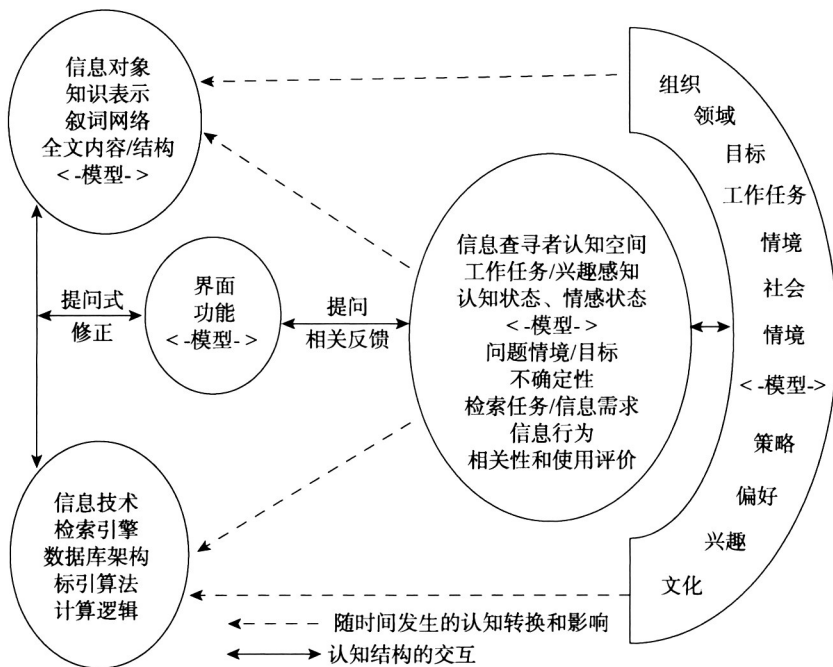 信息对象
知识表示
叙词网络
全文内容/结构
< -模型- >
提问式
修正
界面
功能
< -模型- >
提问
相关反馈
信息查寻者认知空间
工作任务/兴趣感知
认知状态、情感状态
< -模型- >
问题情境/目标
不确定性
检索任务/信息需求
信息行为
相关性和使用评价
组织
领域
目标
工作任务
情境
社会
情境
< -模型->
策略
偏好
兴趣
文化
信息技术
检索引擎
数据库架构
标引算法
计算逻辑
随时间发生的认知转换和影响
认知结构的交互